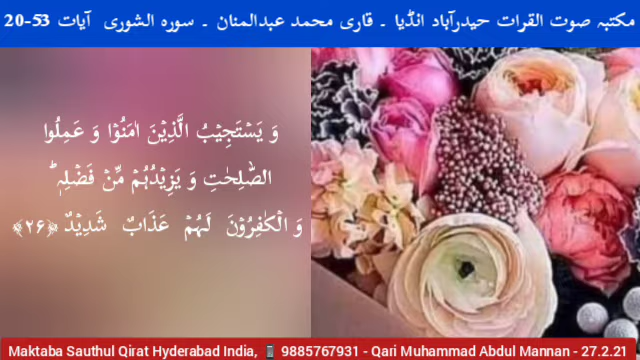 مکتبہ صوت القرات حیدرآباد انڈیا ۔ قاری محمد عبدالمنان ۔ سورہ الشوری آیات 53-20
وَ یَسۡتَجِیۡبُ الَّذِیۡنَ اٰمَنُوۡا وَ عَمِلُوا
الصّٰلِحٰتِ وَ یَزِیۡدُہُمۡ مِّنۡ فَضۡلِہٖ ؕ
وَ الۡکٰفِرُوۡنَ لَہُمۡ عَذَابٌ شَدِیۡدٌ ﴿۲۶﴾
Maktaba Sauthul Qirat Hyderabad India, 📱 9885767931 - Qari Muhammad Abdul Mannan - 27.2.21